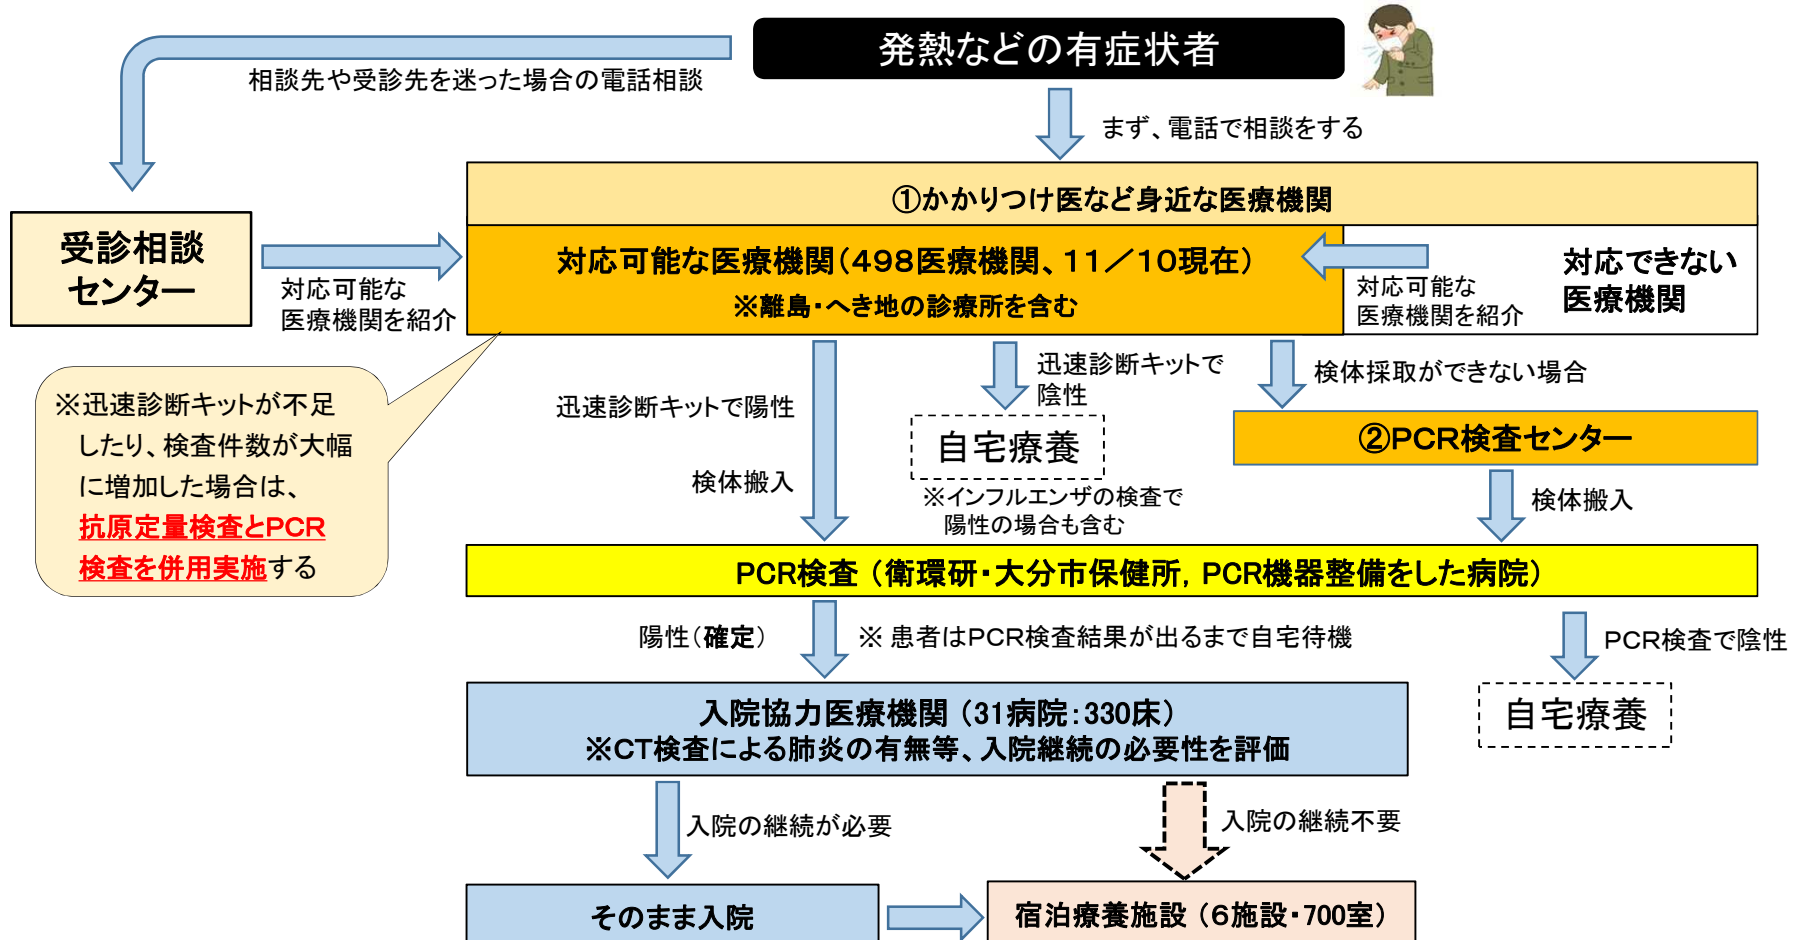 発熱などの有症状者
相談先や受診先を迷った場合の電話相談
まず、電話で相談をする
①かかりつけ医など身近な医療機関
受診相談
センター
対応可能な
医療機関を紹介
対応可能な医療機関(498医療機関、11/10現在)
※離島・へき地の診療所を含む
対応できない
医療機関
対応可能な
医療機関を紹介
※迅速診断キットが不足
したり、検査件数が大幅
に増加した場合は、
抗原定量検査とPCR
検査を併用実施する
迅速診断キットで陽性
検体搬入
迅速診断キットで
陰性
自宅療養
※インフルエンザの検査で
陽性の場合も含む
検体採取ができない場合
②PCR検査センター
検体搬入
PCR検査(衛環研・大分市保健所,PCR機器整備をした病院)
陽性(確定)
※ 患者はPCR検査結果が出るまで自宅待機
PCR検査で陰性
自宅療養
入院協力医療機関(31病院:330床)
※CT検査による肺炎の有無等、入院継続の必要性を評価
入院の継続が必要
入院の継続不要
そのまま入院
宿泊療養施設(6施設・700室)